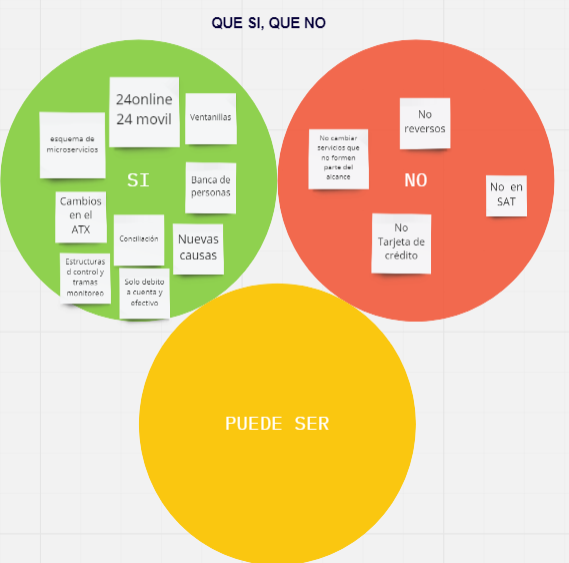 QUE SI, QUE NO
24online
24 movil
Ventanillas
esquema de
microservicios
SI
Banca de
personas
Cambios
en el
ATX
Conciliación
Nuevas
causas
Estructuras
d control y
tramas
monitoreo
Solo debito
a cuenta y
efectivo
No
reversos
No cambiar
servicios que
no formen
parte del
alcance
NO
No en
SAT
No
Tarjeta de
crédito
PUEDE SER